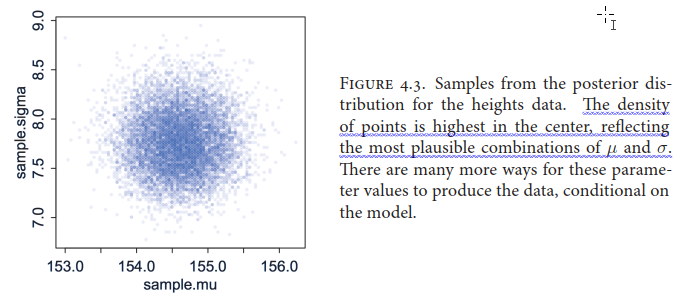 9.0
8.5
8.0
7.5
7.0
sample.sigma
153.0 154.0 155.0 156.0
sample.mu
FIGURE 4.3. Samples from the posterior dis-
tribution for the heights data. The density
of points is highest in the center, reflecting
the most plausible combinations of μ and σ.
There are many more ways for these parame-
ter values to produce the data, conditional on
the model.